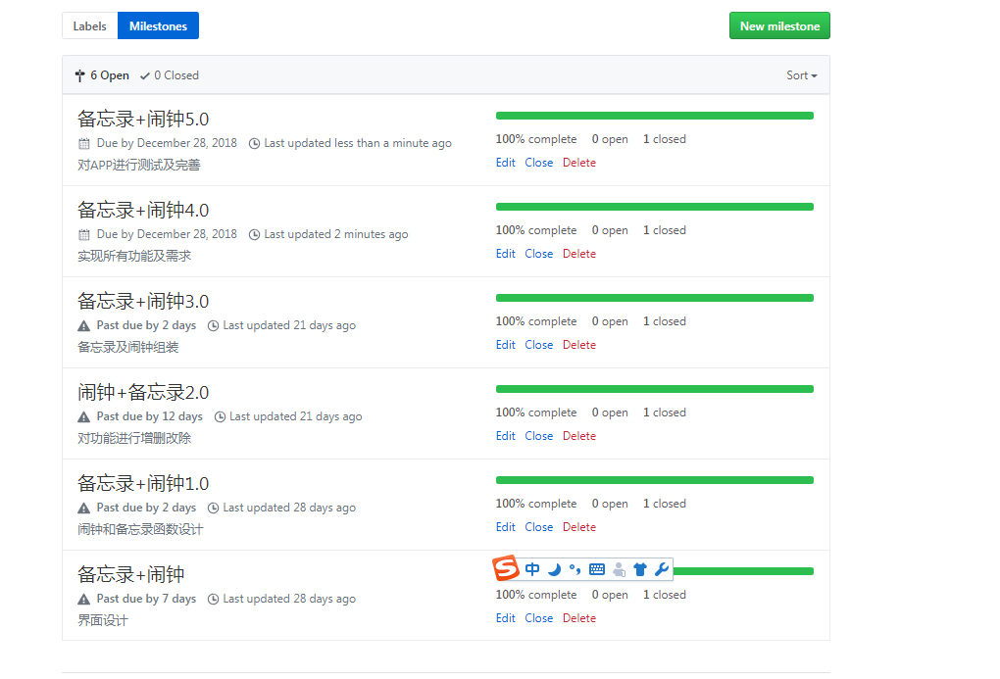 Labels Milestones New milestone
6 Open 0 Closed Sort
备忘录+闹钟5.0
Due by December 28, 2018 Last updated less than a minute ago
对APP进行测试及完善
100% complete 0 open 1 closed
Edit Close Delete
备忘录+闹钟4.0
Due by December 28, 2018 Last updated 2 minutes ago
实现所有功能及需求
100% complete 0 open 1 closed
Edit Close Delete
备忘录+闹钟3.0
Past due by 2 days Last updated 21 days ago
备忘录及闹钟组装
100% complete 0 open 1 closed
Edit Close Delete
闹钟+备忘录2.0
Past due by 12 days Last updated 21 days ago
对功能进行增删改除
100% complete 0 open 1 closed
Edit Close Delete
备忘录+闹钟1.0
Past due by 2 days Last updated 28 days ago
闹钟和备忘录函数设计
100% complete 0 open 1 closed
Edit Close Delete
备忘录+闹钟
Past due by 7 days Last updated 28 days ago
界面设计
S 中
100% complete 0 open 1 closed
Edit Close Delete